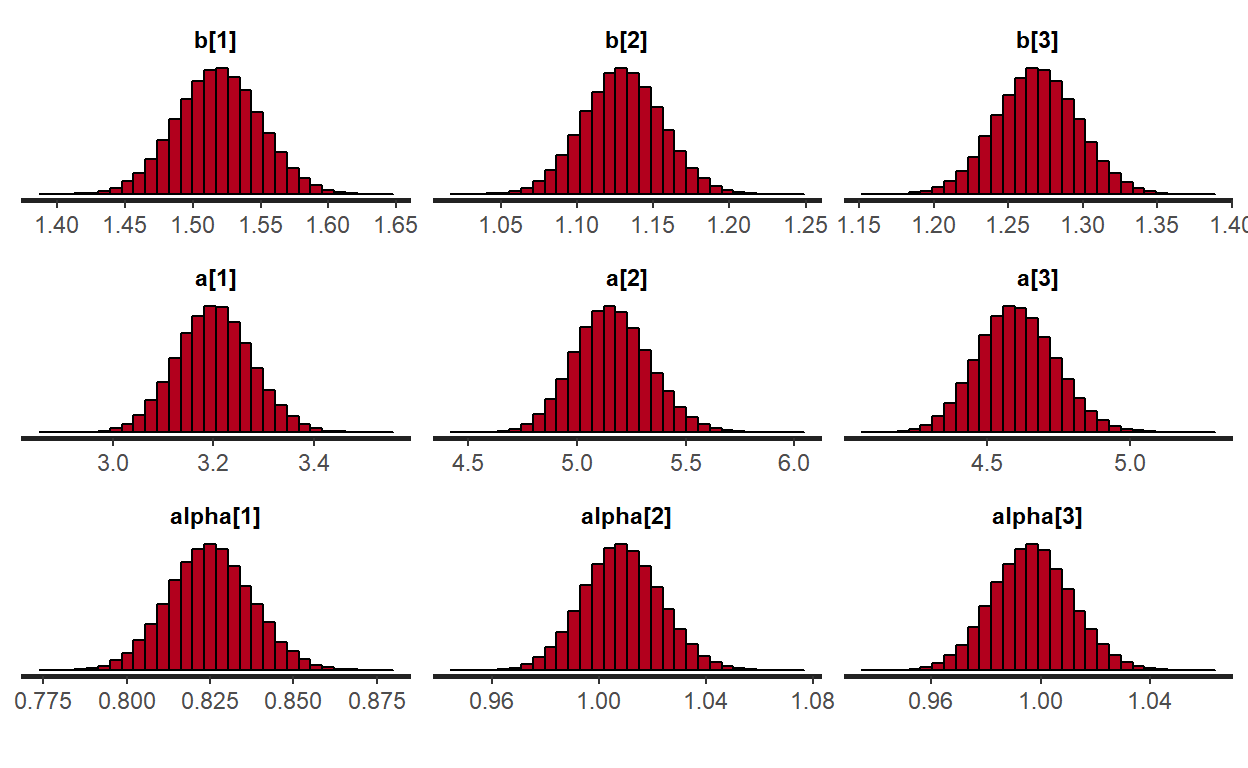 b[1] b[2] b[3]
1.40 1.45 1.50 1.55 1.60 1.65 1.05 1.10 1.15 1.20 1.25 1.15 1.20 1.25 1.30 1.35 1.40
a[1] a[2] a[3]
3.0 3.2 3.4 4.5 5.0 5.5 6.0 4.5 5.0
alpha[1] alpha[2] alpha[3]
0.775 0.800 0.825 0.850 0.875 0.96 1.00 1.04 1.08 0.96 1.00 1.04